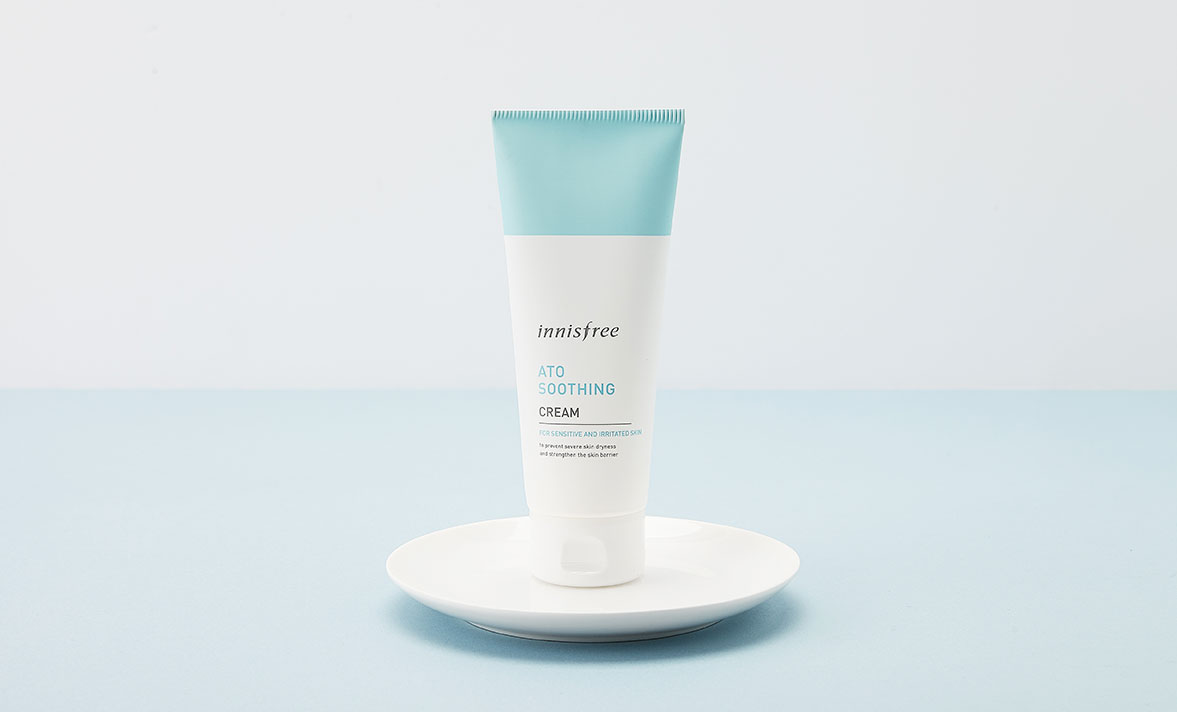 innisfree
ATO
SOOTHING
CREAM
FOR SENSITIVE AND IRRITATED SKIN
to prevent severe skin dryness
and strengthen the skin barrier